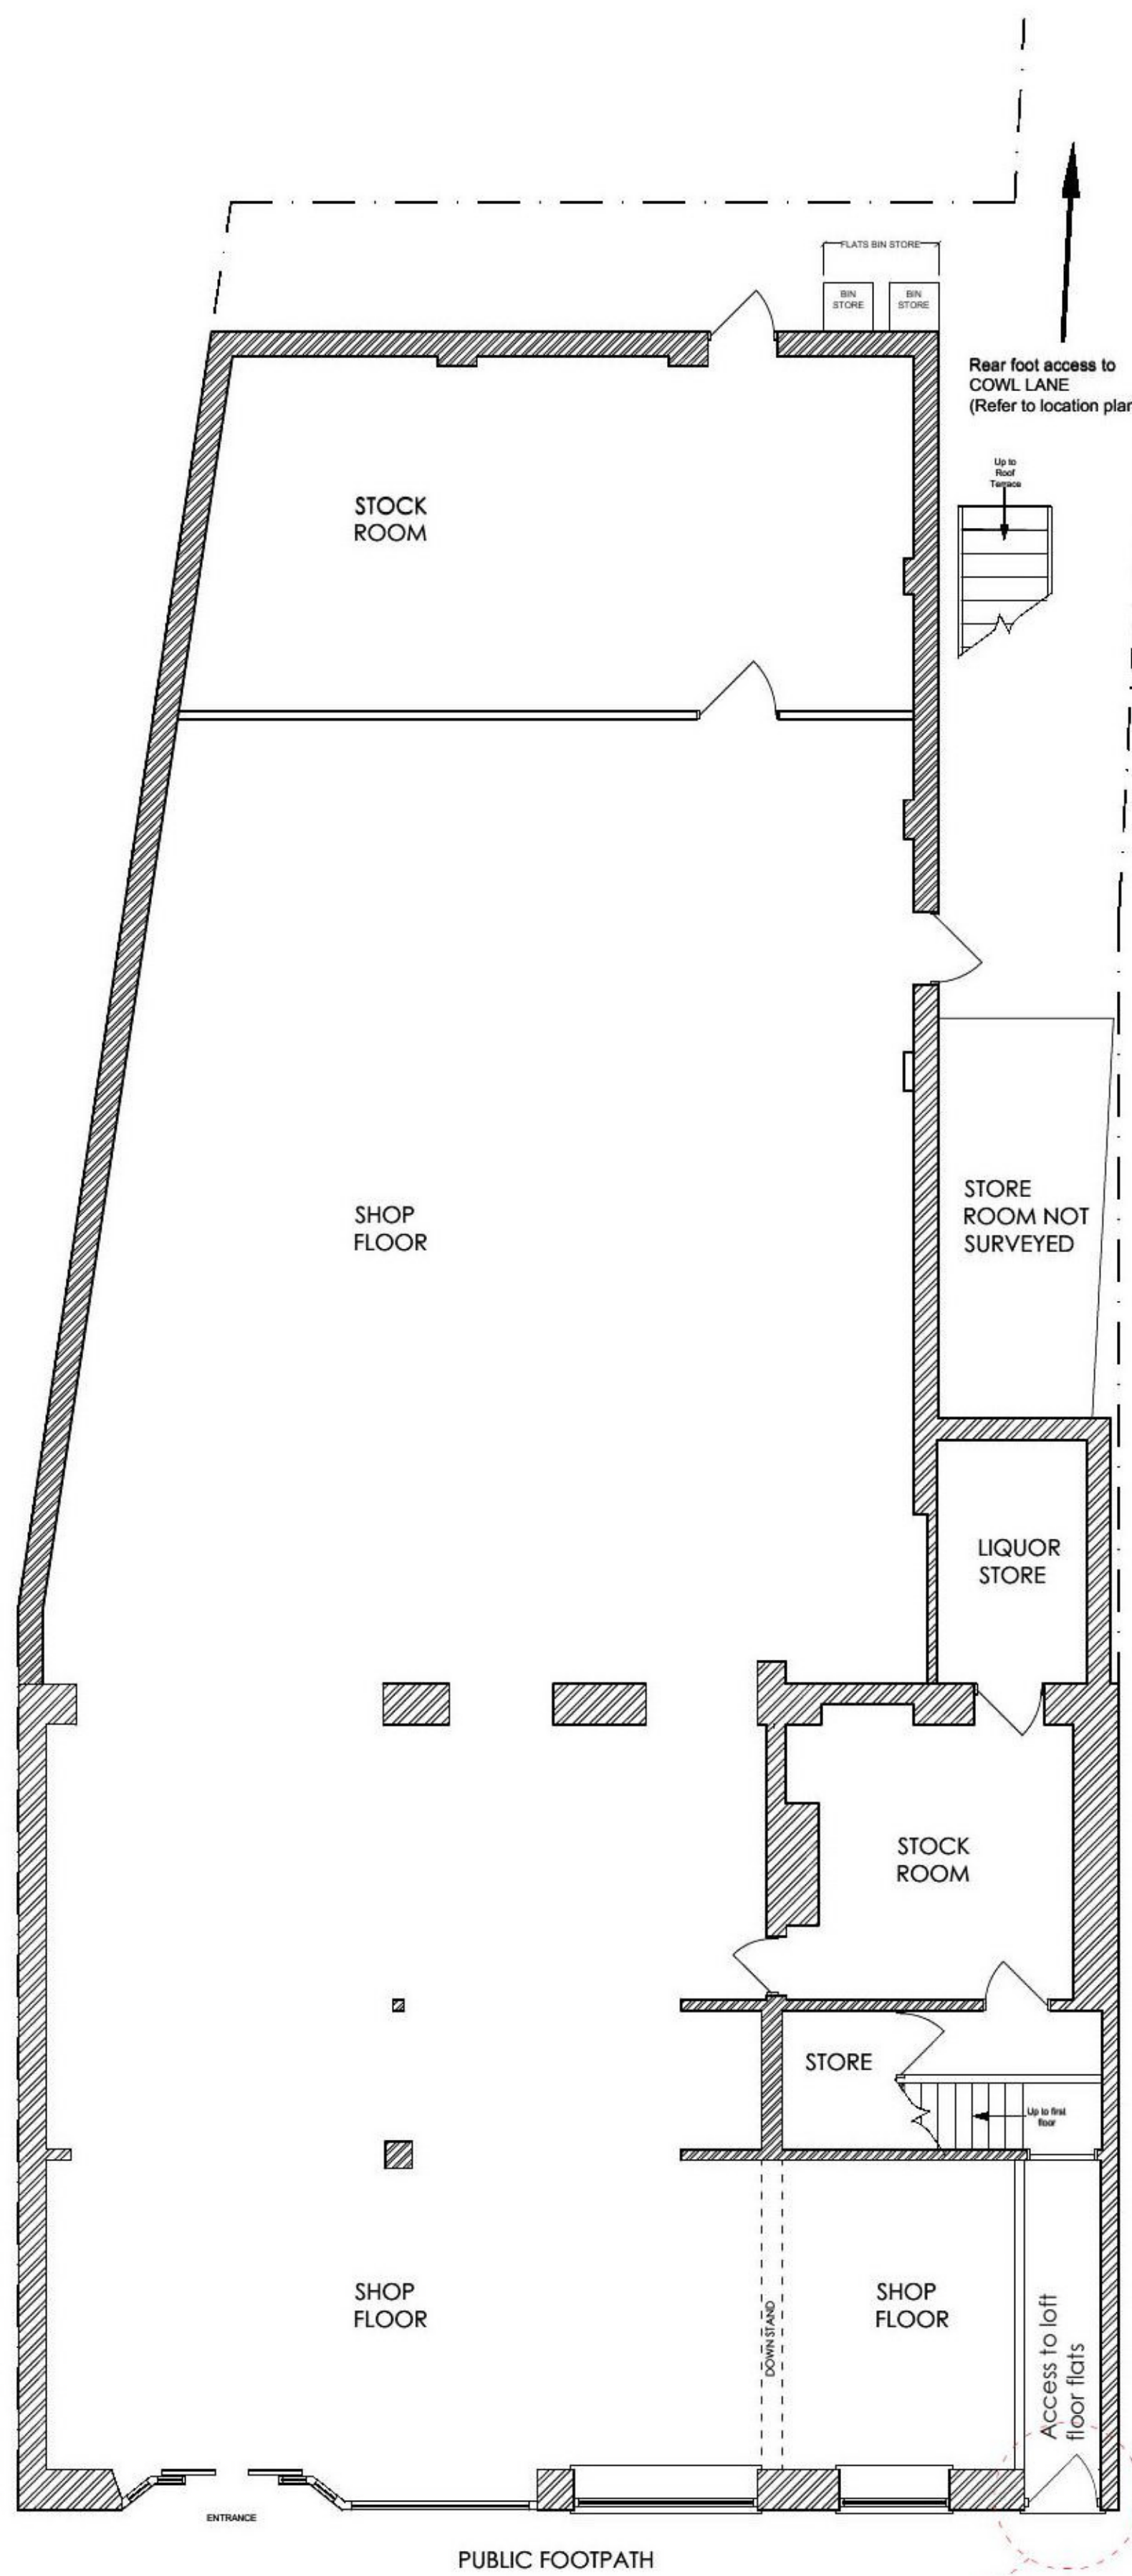 FLATS BIN STORE
BIN
STORE
BIN
STORE
Rear foot access to
COWL LANE
(Refer to location plan
Up to
Roof
Terrace
STOCK
ROOM
STORE
ROOM NOT
SURVEYED
SHOP
FLOOR
LIQUOR
STORE
STOCK
ROOM
STORE
Up to first
floor
SHOP
FLOOR
DOWNSTAND
SHOP
FLOOR
Access to loft
floor flats
ENTRANCE
PUBLIC FOOTPATH